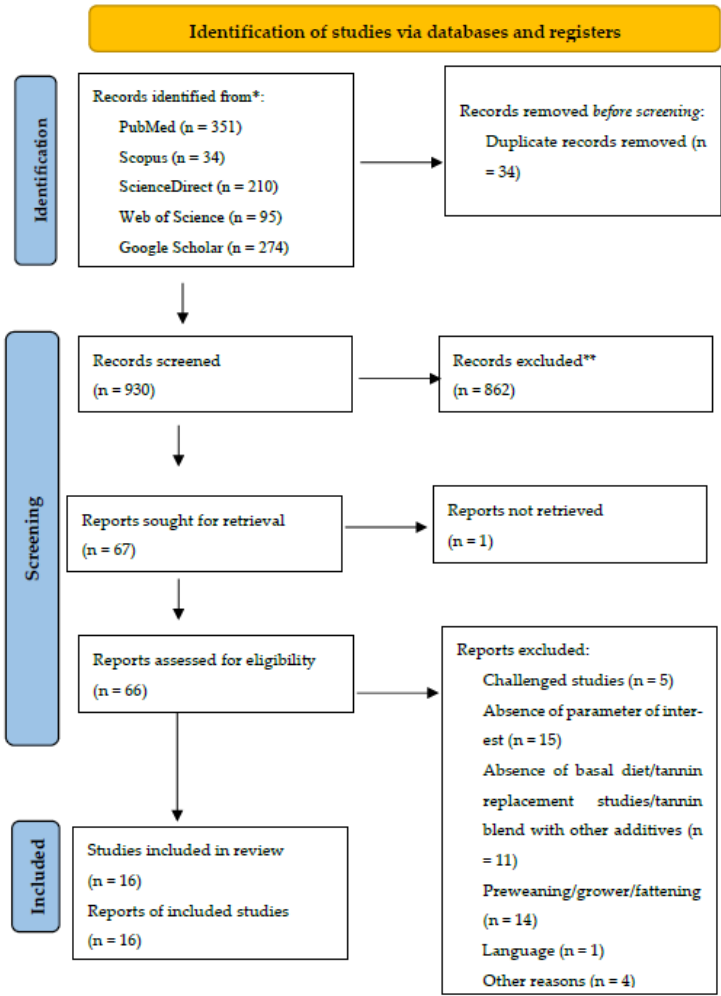 Identification of studies via databases and registers
Identification
Records identified from*:
PubMed (n = 351)
Scopus (n = 34)
ScienceDirect (n = 210)
Web of Science (n = 95)
Google Scholar (n = 274)
Records removed before screening:
Duplicate records removed (n
= 34)
Screening
Records screened
(n = 930)
Records excluded**
(n = 862)
Reports sought for retrieval
(n = 67)
Reports not retrieved
(n = 1)
Reports assessed for eligibility
(n = 66)
Reports excluded:
Challenged studies (n = 5)
Absence of parameter of inter-
est (n = 15)
Absence of basal diet/tannin
replacement studies/tannin
blend with other additives (n
= 11)
Preweaning/grower/fattening
(n = 14)
Language (n = 1)
Other reasons (n = 4)
Included
Studies included in review
(n = 16)
Reports of included studies
(n = 16)